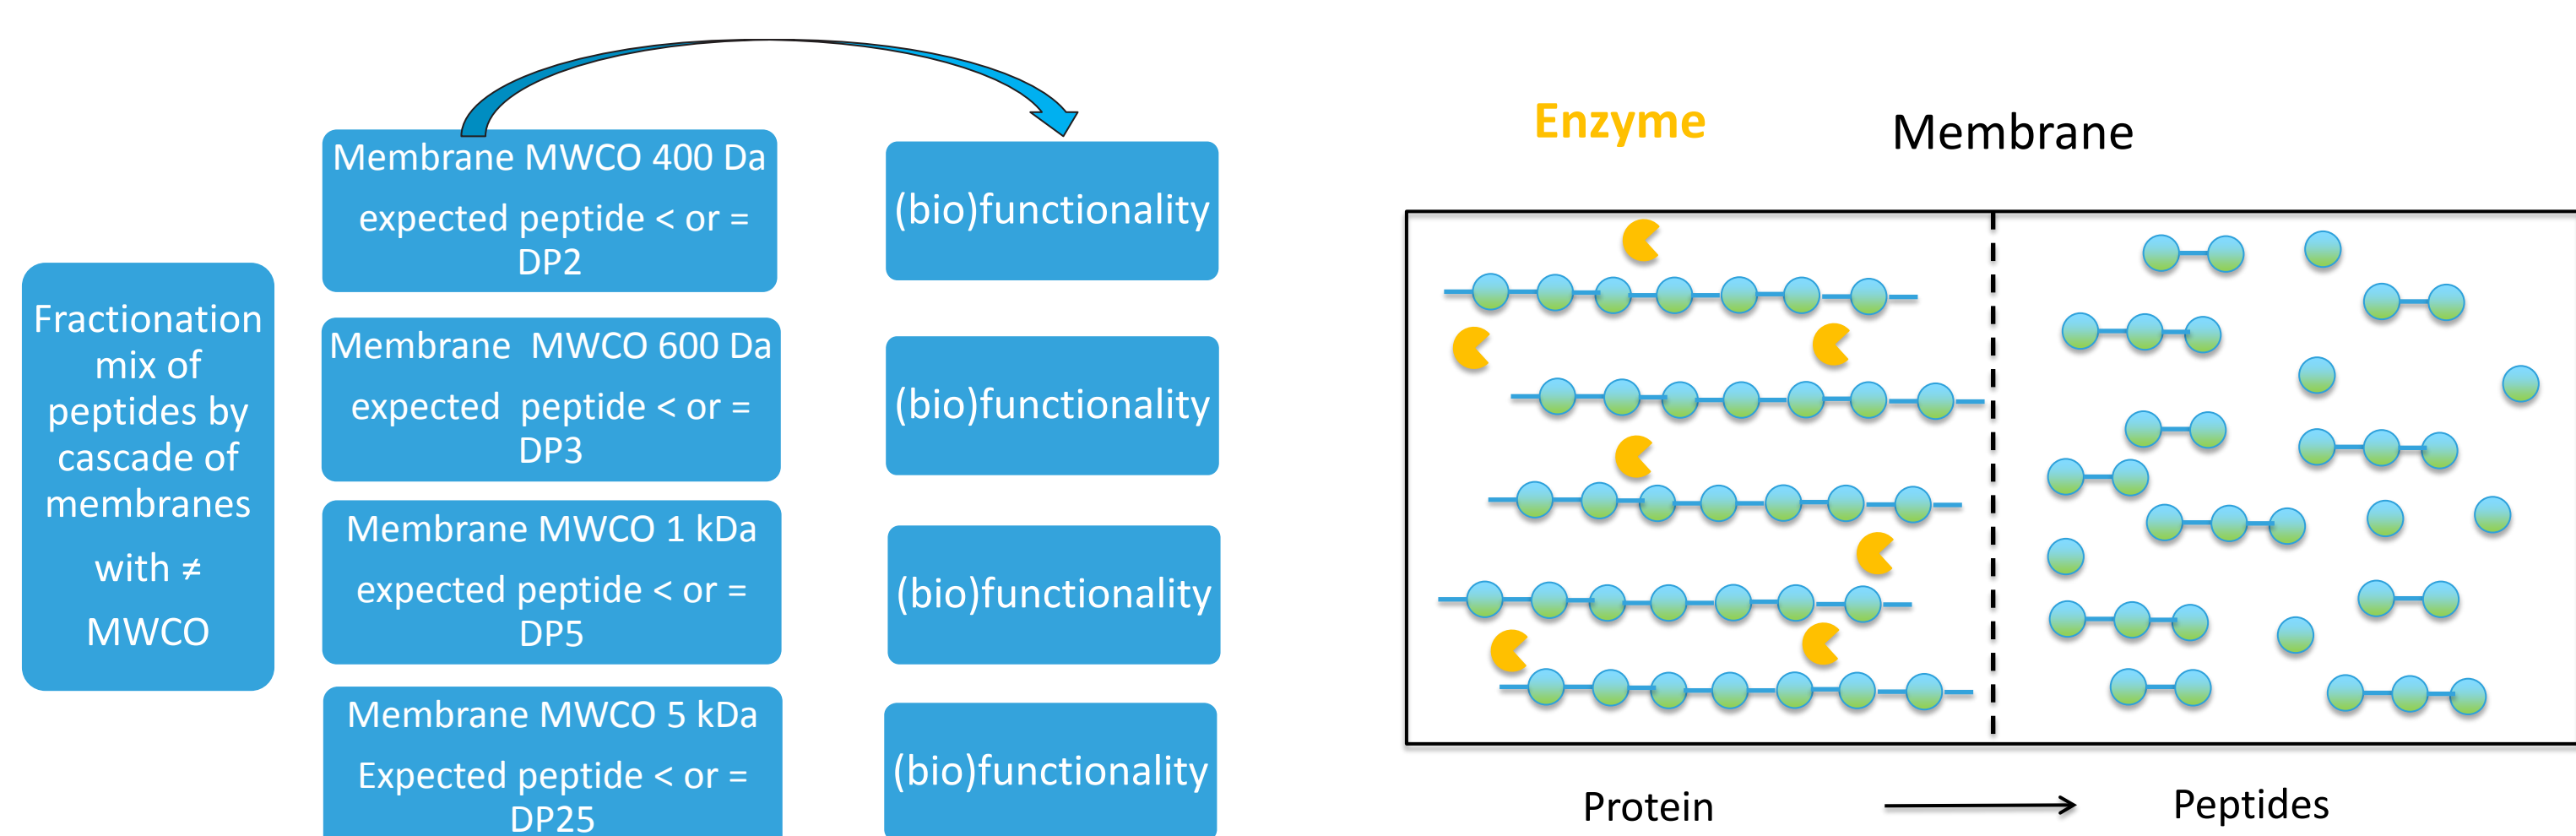 Fractionation
mix of
peptides by
cascade of
membranes
with ≠
MWCO
Membrane MWCO 400 Da
expected peptide < or =
DP2
(bio)functionality
Membrane  MWCO 600 Da
expected  peptide < or =
DP3
(bio)functionality
Membrane MWCO 1 kDa
expected peptide < or =
DP5
(bio)functionality
Membrane MWCO 5 kDa
Expected peptide < or =
DP25
(bio)functionality
Enzyme
Membrane
Protein
Peptides